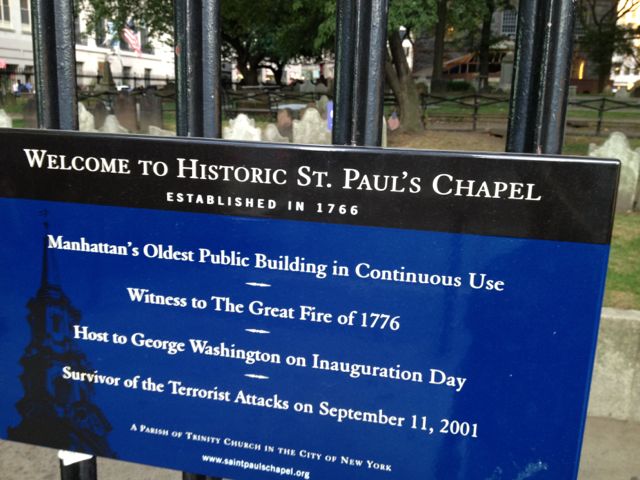 Welcome to Historic St. Paul's Chapel
ESTABLISHED IN 1766
Manhattan's Oldest Public Building in Continuous Use
Witness to The Great Fire of 1776
Host to George Washington on Inauguration Day
Survivor of the Terrorist Attacks on September 11, 2001
A Parish of Trinity Church in the City of New York
www.saintpaulschapel.org